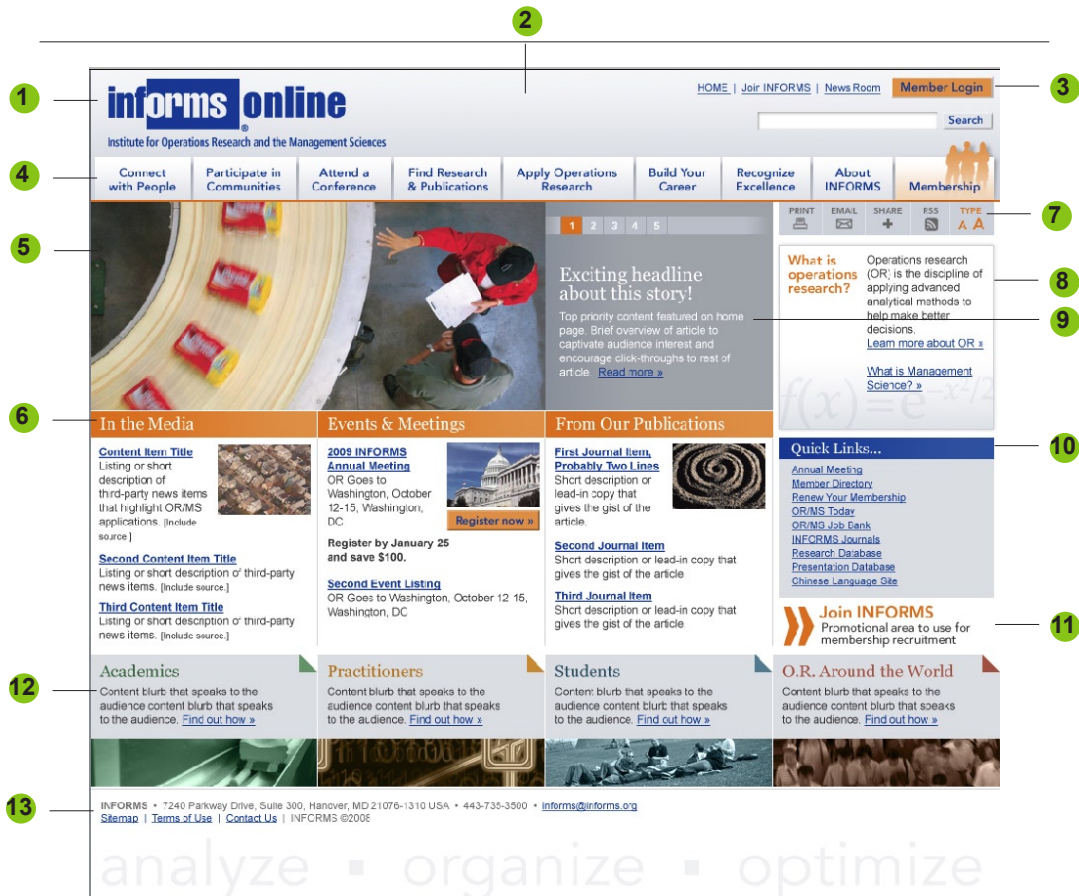 2
1
3
informs online
®
Institute for Operations Research and the Management Sciences
HOME | Join INFORMS | News Room
Member Login
Search
4
Connect with People
Participate in Communities
Attend a Conference
Find Research & Publications
Apply Operations Research
Build Your Career
Recognize Excellence
About INFORMS
Membership
5
1 2 3 4 5
Exciting headline
about this story!
Top priority content featured on home
page. Brief overview of article to
captivate audience interest and
encourage click-throughs to rest of
article. Read more »
7
PRINT EMAIL SHARE RSS TYPE
A A
8
What is
operations
research?
Operations research
(OR) is the discipline of
applying advanced
analytical methods to
help make better
decisions.
Learn more about OR »
What is Management
Science? »
f(x)=e^-x²/2
9
6
In the Media
Content Item Title
Listing or short
description of
third-party news items
that highlight OR/MS
applications. [Include
source]
Second Content Item Title
Listing or short description of third-party
news items. [Include source.]
Third Content Item Title
Listing or short description of third-party
news items. [Include source.]
Events & Meetings
2009 INFORMS
Annual Meeting
OR Goes to
Washington, October
12-15, Washington,
DC
Register now »
Register by January 25
and save $100.
Second Event Listing
OR Goes to Washington, October 12-15,
Washington, DC
From Our Publications
First Journal Item,
Probably Two Lines
Short description or
lead-in copy that
gives the gist of the
article.
Second Journal Item
Short description or lead-in copy that
gives the gist of the article
Third Journal Item
Short description or lead-in copy that
gives the gist of the article
10
Quick Links...
Annual Meeting
Member Directory
Renew Your Membership
OR/MS Today
OR/MS Job Bank
INFORMS Journals
Research Database
Presentation Database
Chinese Language Site
11
Join INFORMS
Promotional area to use for
membership recruitment
12
Academics
Content blurb that speaks to the
audience content blurb that speaks
to the audience. Find out how »
Practitioners
Content blurb that speaks to the
audience content blurb that speaks
to the audience. Find out how »
Students
Content blurb that speaks to the
audience content blurb that speaks
to the audience. Find out how »
O.R. Around the World
Content blurb that speaks to the
audience content blurb that speaks
to the audience. Find out how »
13
INFORMS • 7240 Parkway Drive, Suite 300, Hanover, MD 21076-1310 USA • 443-735-3500 • informs@informs.org
Sitemap | Terms of Use | Contact Us | INFORMS ©2008
analyze ▪ organize ▪ optimize